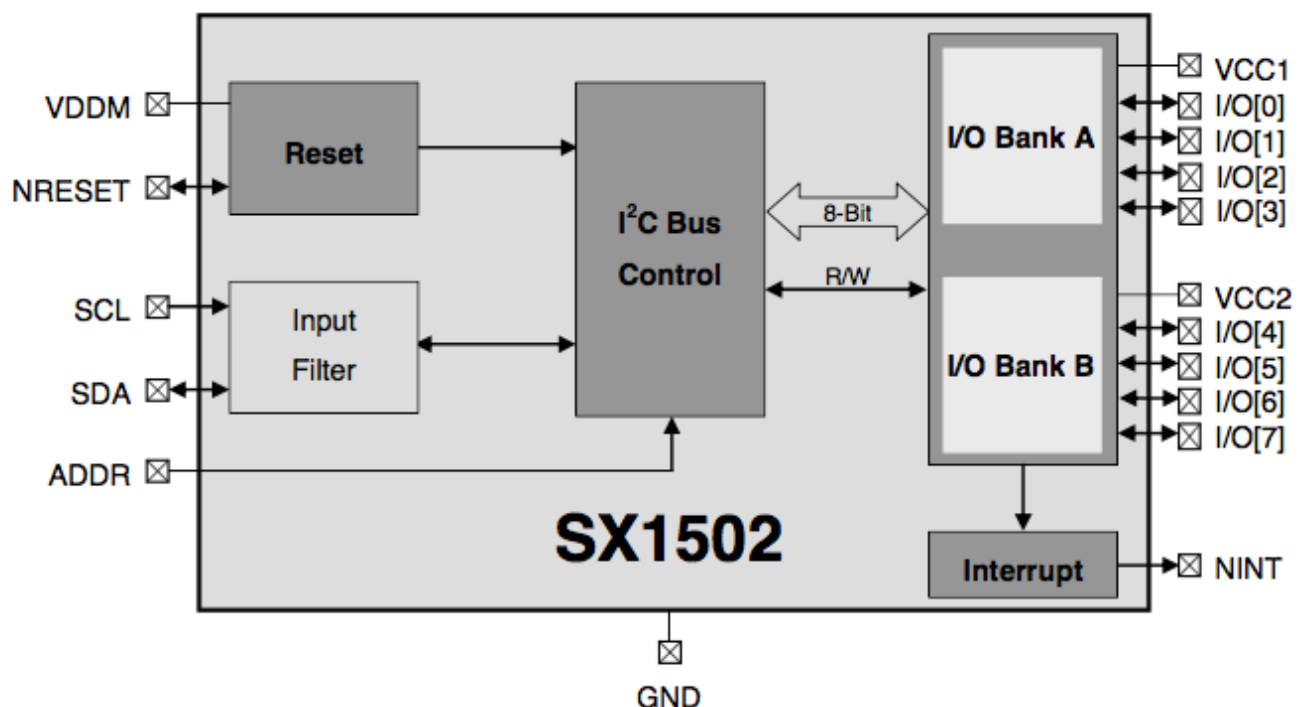 VDDM
NRESET
SCL
SDA
ADDR
Reset
Input
Filter
I²C Bus
Control
8-Bit
R/W
I/O Bank A
I/O Bank B
Interrupt
SX1502
VCC1
I/O[0]
I/O[1]
I/O[2]
I/O[3]
VCC2
I/O[4]
I/O[5]
I/O[6]
I/O[7]
NINT
GND